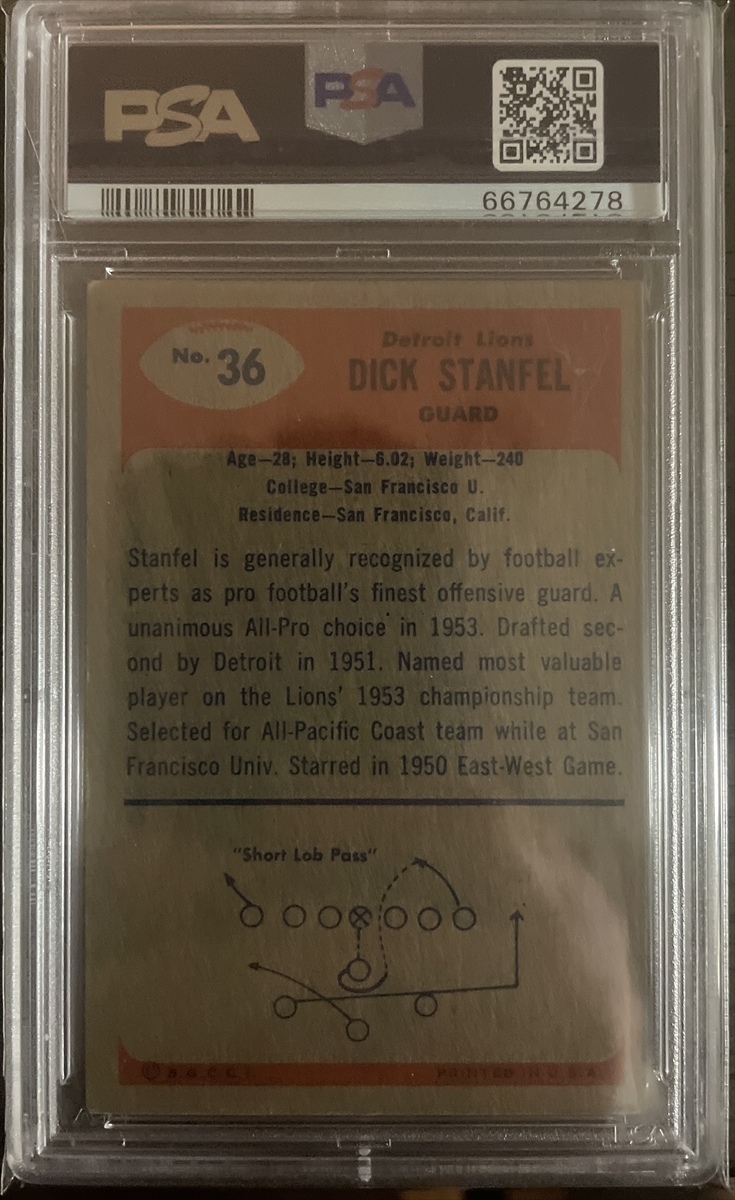 PSA
PSA
66764278
No. 36
Detroit Lions
DICK STANFEL
GUARD
Age—28; Height—6.02; Weight—240
College—San Francisco U.
Residence—San Francisco, Calif.
Stanfel is generally recognized by football ex-
perts as pro football's finest offensive guard. A
unanimous All-Pro choice in 1953. Drafted sec-
ond by Detroit in 1951. Named most valuable
player on the Lions' 1953 championship team.
Selected for All-Pacific Coast team while at San
Francisco Univ. Starred in 1950 East-West Game.
"Short Lob Pass"
© B.G.C.G.I.
PRINTED IN U.S.A.